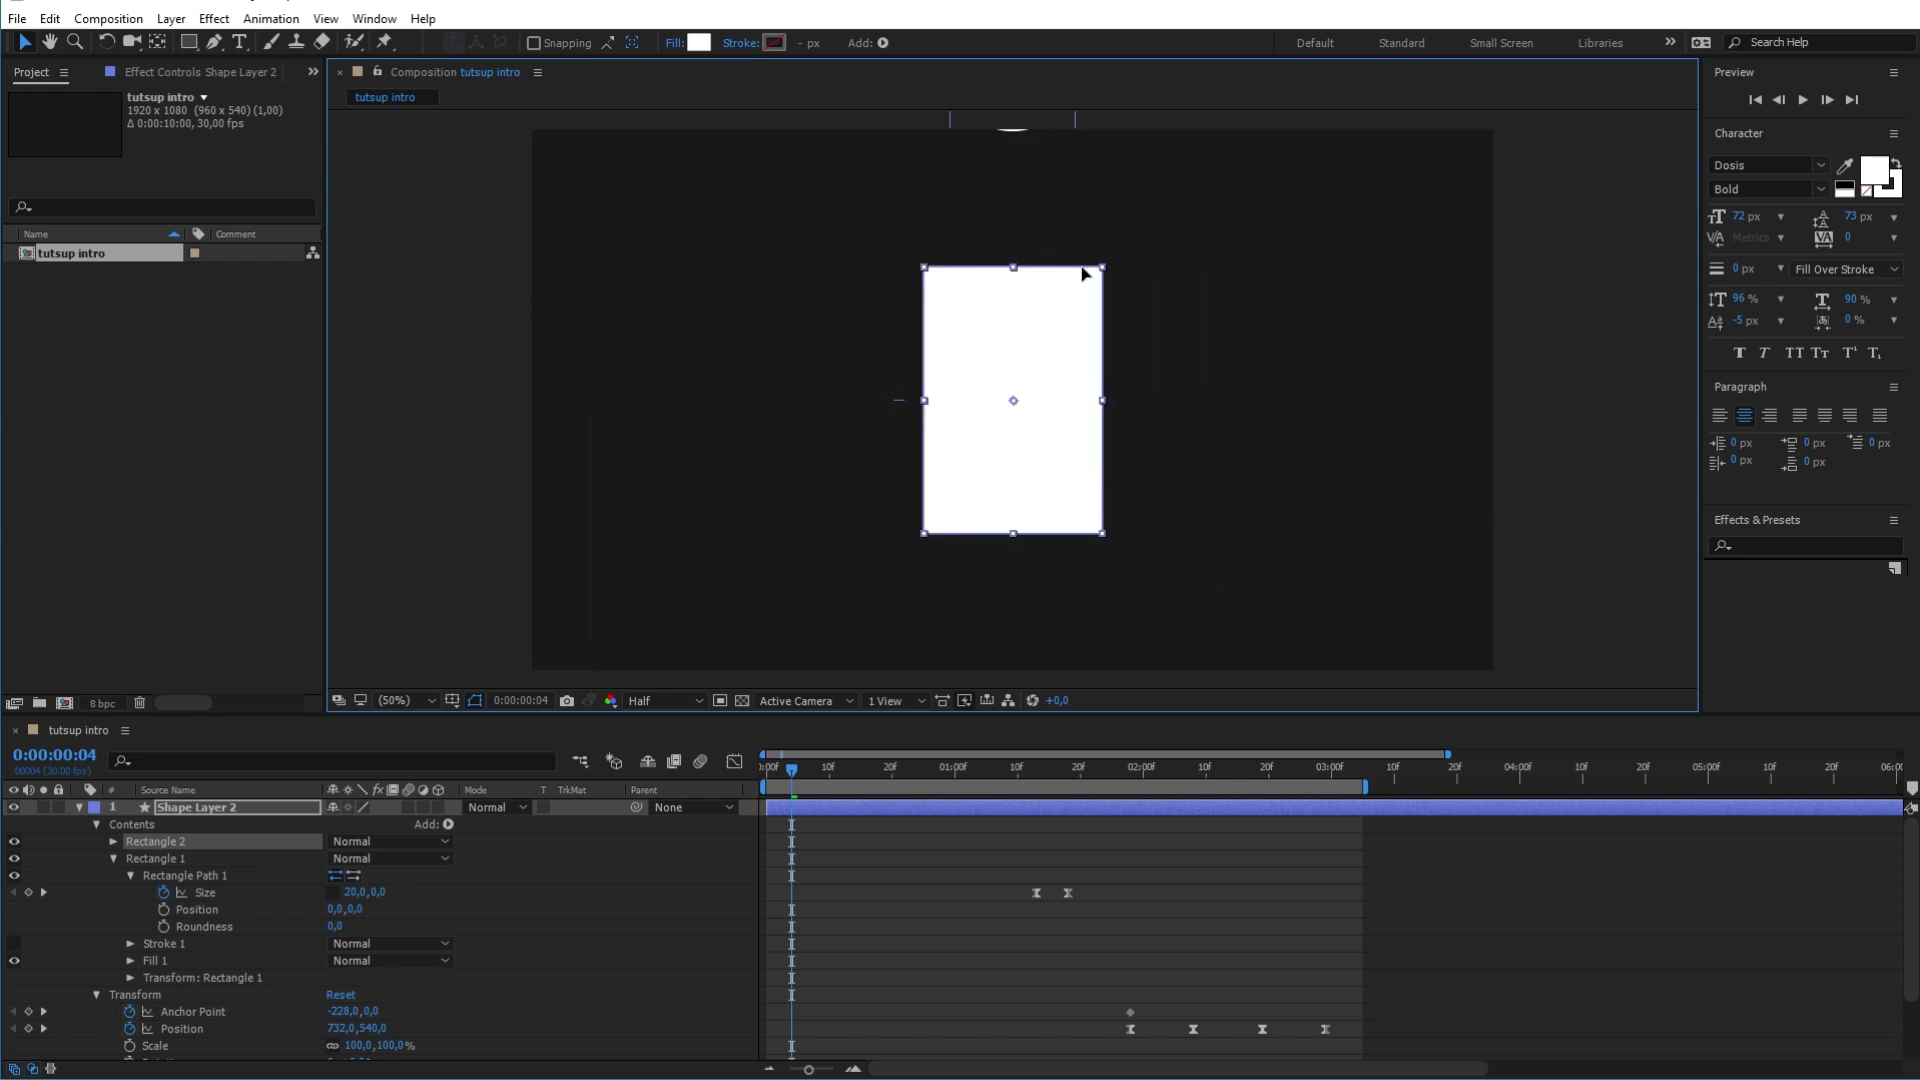 File Edit Composition Layer Effect Animation View Window Help
Snapping Fill: Stroke: - px Add: Default Standard Small Screen Libraries Search Help
Project Effect Controls Shape Layer 2
tutsup intro
1920 x 1080 (960 x 540) (1,00)
Δ 0:00:10:00, 30,00 fps
Name Comment
tutsup intro
8 bpc
Composition tutsup intro
tutsup intro
(50%) 0:00:00:04 Half Active Camera 1 View +0,0
Preview
Character
Dosis
Bold
72 px 73 px
Metrics 0
0 px Fill Over Stroke
96 % 90 %
-5 px 0 %
T T TT Tт T¹ T₁
Paragraph
0 px 0 px 0 px
0 px 0 px
Effects & Presets
tutsup intro
0:00:00:04
00004 (30.00 fps)
:00f 10f 20f 01:00f 10f 20f 02:00f 10f 20f 03:00f 10f 20f 04:00f 10f 20f 05:00f 10f 20f 06:00
# Source Name Mode T TrkMat Parent
1 Shape Layer 2 Normal None
Contents Add:
Rectangle 2 Normal
Rectangle 1 Normal
Rectangle Path 1
Size 20,0,0,0
Position 0,0,0,0
Roundness 0,0
Stroke 1 Normal
Fill 1 Normal
Transform: Rectangle 1
Transform Reset
Anchor Point -228,0,0,0
Position 732,0,540,0
Scale 100,0,100,0%